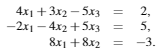 4x₁ + 3x₂ − 5x₃ = 2,
−2x₁ − 4x₂ + 5x₃ = 5,
8x₁ + 8x₂ = −3.